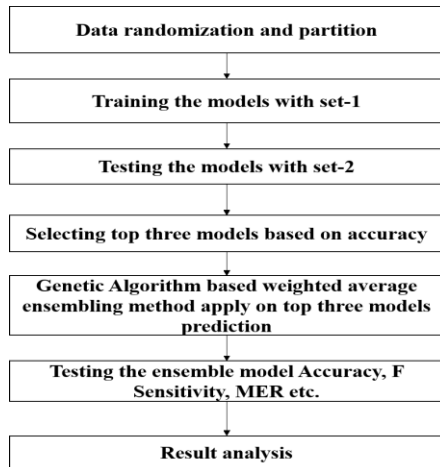 Data randomization and partition
Training the models with set-1
Testing the models with set-2
Selecting top three models based on accuracy
Genetic Algorithm based weighted average
ensembling method apply on top three models
prediction
Testing the ensemble model Accuracy, F
Sensitivity, MER etc.
Result analysis